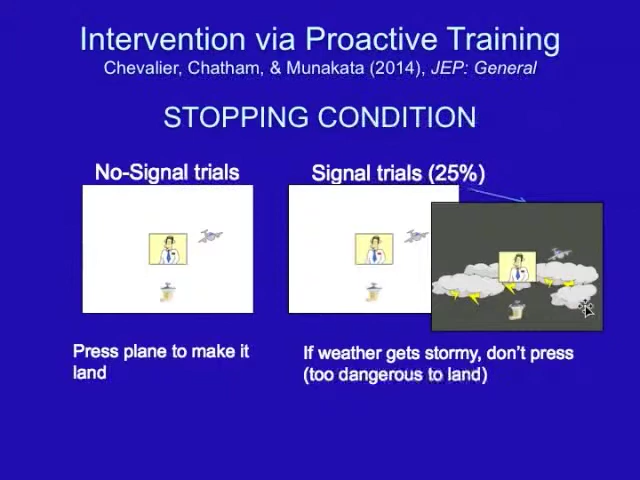 Intervention via Proactive Training
Chevalier, Chatham, & Munakata (2014), JEP: General
STOPPING CONDITION
No-Signal trials
Signal trials (25%)
Press plane to make it
land
If weather gets stormy, don't press
(too dangerous to land)